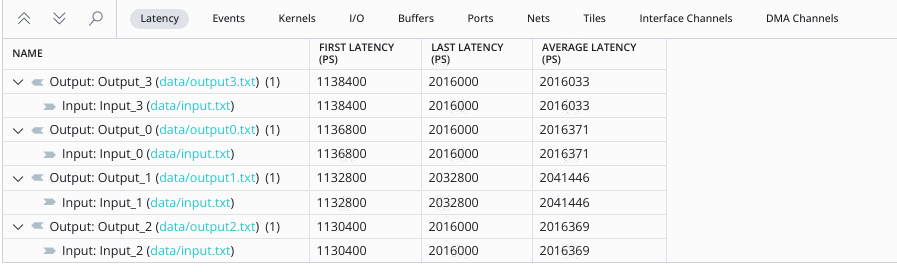 Latency Events Kernels I/O Buffers Ports Nets Tiles Interface Channels DMA Channels
NAME FIRST LATENCY (PS) LAST LATENCY (PS) AVERAGE LATENCY (PS)
Output: Output_3 (data/output3.txt) (1) 1138400 2016000 2016033
Input: Input_3 (data/input.txt) 1138400 2016000 2016033
Output: Output_0 (data/output0.txt) (1) 1136800 2016000 2016371
Input: Input_0 (data/input.txt) 1136800 2016000 2016371
Output: Output_1 (data/output1.txt) (1) 1132800 2032800 2041446
Input: Input_1 (data/input.txt) 1132800 2032800 2041446
Output: Output_2 (data/output2.txt) (1) 1130400 2016000 2016369
Input: Input_2 (data/input.txt) 1130400 2016000 2016369